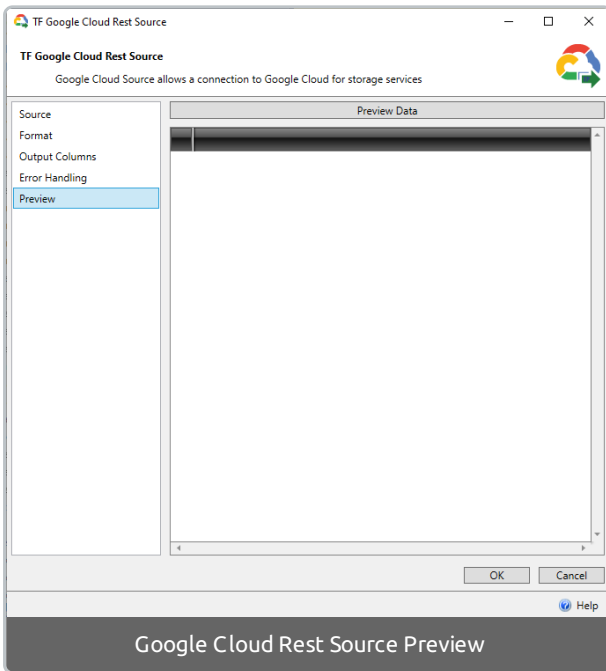 TF Google Cloud Rest Source
TF Google Cloud Rest Source
Google Cloud Source allows a connection to Google Cloud for storage services
Source
Format
Output Columns
Error Handling
Preview
Preview Data
OK
Cancel
Help
Google Cloud Rest Source Preview